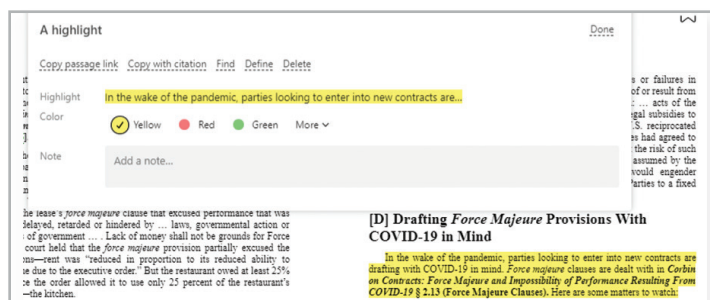 A highlight
Done
Copy passage link Copy with citation Find Define Delete
Highlight In the wake of the pandemic, parties looking to enter into new contracts are...
Color Yellow Red Green More
Note Add a note...
s or failures in
of or result from
: … acts of the
egal subsidies to
U.S. reciprocated
es had agreed to
the risk of such
assumed by the
would engender
Parties to a fixed
the lease's force majeure clause that excused performance that was
delayed, retarded or hindered by … laws, governmental action or
of government … . Lack of money shall not be grounds for Force
court held that the force majeure provision partially excused the
ons—rent was "reduced in proportion to its reduced ability to
e due to the executive order." But the restaurant owed at least 25%
ce the order allowed it to use only 25 percent of the restaurant's
—the kitchen.
[D] Drafting Force Majeure Provisions With
COVID-19 in Mind
In the wake of the pandemic, parties looking to enter into new contracts are
drafting with COVID-19 in mind. Force majeure clauses are dealt with in Corbin
on Contracts: Force Majeure and Impossibility of Performance Resulting From
COVID-19 § 2.13 (Force Majeure Clauses). Here are some matters to watch: